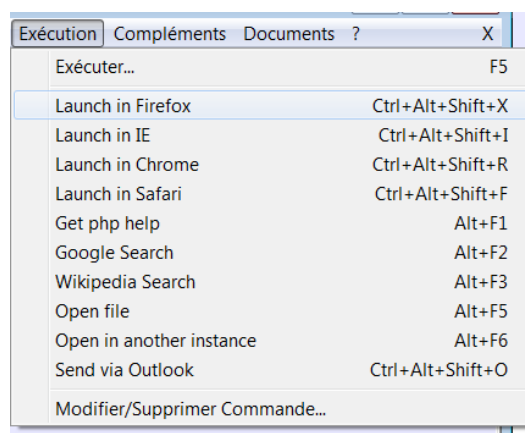 Exécution Compléments Documents ? X
Exécuter... F5
Launch in Firefox Ctrl+Alt+Shift+X
Launch in IE Ctrl+Alt+Shift+I
Launch in Chrome Ctrl+Alt+Shift+R
Launch in Safari Ctrl+Alt+Shift+F
Get php help Alt+F1
Google Search Alt+F2
Wikipedia Search Alt+F3
Open file Alt+F5
Open in another instance Alt+F6
Send via Outlook Ctrl+Alt+Shift+O
Modifier/Supprimer Commande...